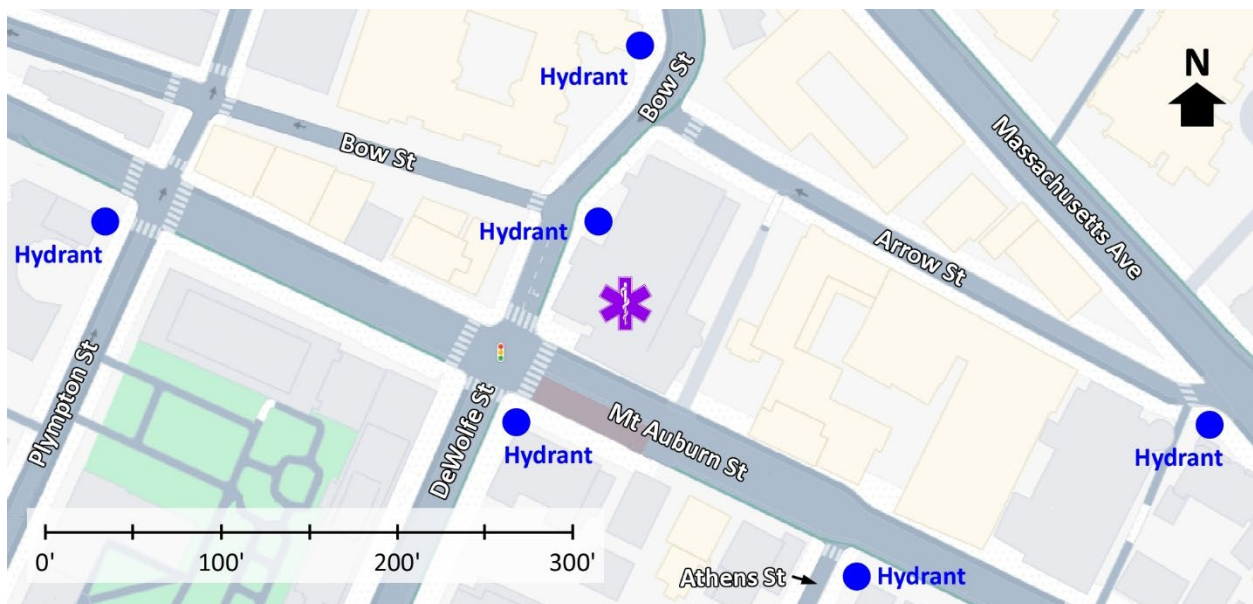 Hydrant
N
Bow St
Massachusetts Ave
Bow St
Hydrant
Hydrant
Arrow St
Plympton St
DeWolfe St
Mt Auburn St
Hydrant
Hydrant
0' 100' 200' 300'
Athens St
Hydrant